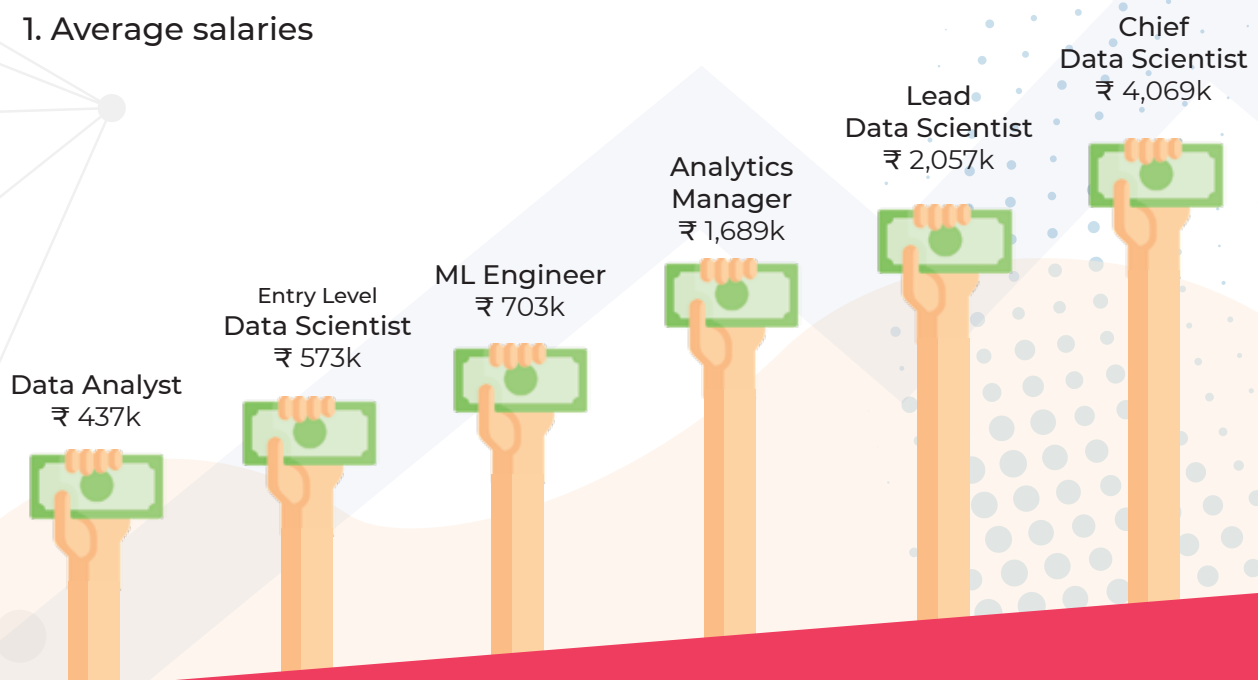 1. Average salaries
Data Analyst
₹ 437k
Entry Level
Data Scientist
₹ 573k
ML Engineer
₹ 703k
Analytics
Manager
₹ 1,689k
Lead
Data Scientist
₹ 2,057k
Chief
Data Scientist
₹ 4,069k